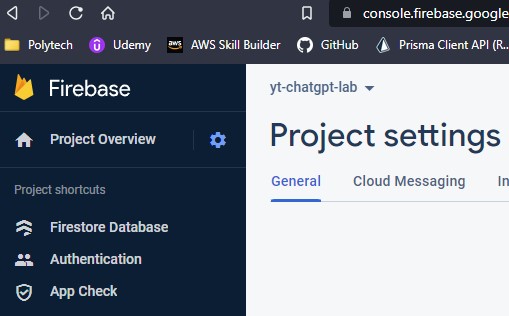 console.firebase.google
Polytech Udemy AWS Skill Builder GitHub Prisma Client API (R...
Firebase
yt-chatgpt-lab
Project Overview
Project settings
General Cloud Messaging In
Project shortcuts
Firestore Database
Authentication
App Check